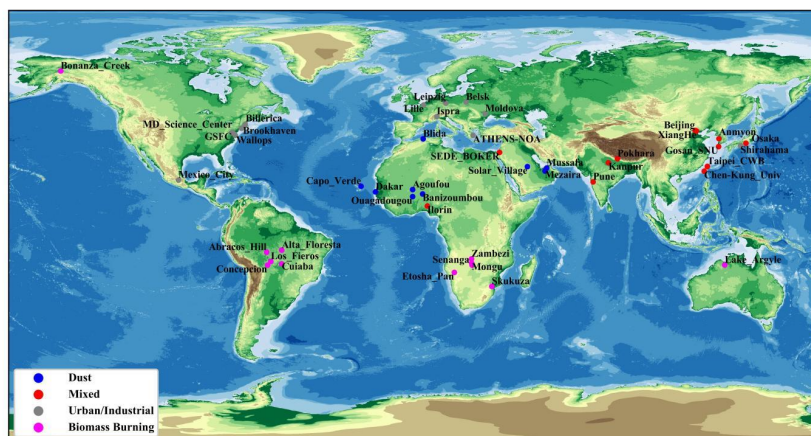 Bonanza_Creek
Leipzig
Belsk
Lille
Ispra
Moldova
Billerica
MD_Science_Center
Brookhaven
GSFC
Wallops
Blida
ATHENS-NOA
Beijing
XiangHe
Anmyon
Osaka
Gosan_SNU
Shirahama
SEDE_BOKER
Pokhara
Kanpur
Taipei_CWB
Solar_Village
Mussafa
Mezaira
Pune
Chen-Kung_Univ
Mexico_City
Capo_Verde
Dakar
Agoufou
Banizoumbou
Ouagadougou
Ilorin
Abracos_Hill
Alta_Floresta
Los_Fieros
Concepcion
Cuiaba
Zambezi
Senanga
Mongu
Etosha_Pan
Skukuza
Lake_Argyle
Dust
Mixed
Urban/Industrial
Biomass Burning